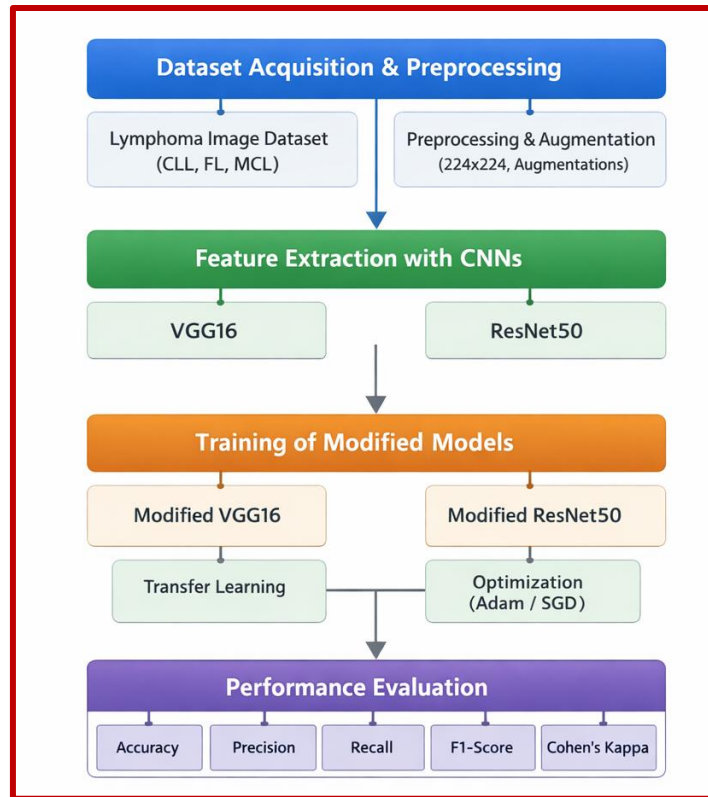 Dataset Acquisition & Preprocessing
Lymphoma Image Dataset
(CLL, FL, MCL)
Preprocessing & Augmentation
(224x224, Augmentations)
Feature Extraction with CNNs
VGG16
ResNet50
Training of Modified Models
Modified VGG16
Modified ResNet50
Transfer Learning
Optimization
(Adam / SGD)
Performance Evaluation
Accuracy
Precision
Recall
F1-Score
Cohen's Kappa